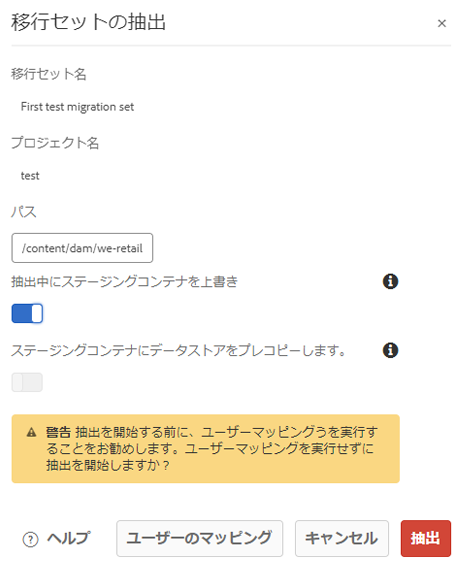 移行セットの抽出
移行セット名
First test migration set
プロジェクト名
test
パス
/content/dam/we-retail
抽出中にステージングコンテナを上書き
ステージングコンテナにデータストアをプレコピーします。
警告 抽出を開始する前に、ユーザーマッピングうを実行す
ることをお勧めします。ユーザーマッピングを実行せずに
抽出を開始しますか？
ヘルプ
ユーザーのマッピング
キャンセル
抽出